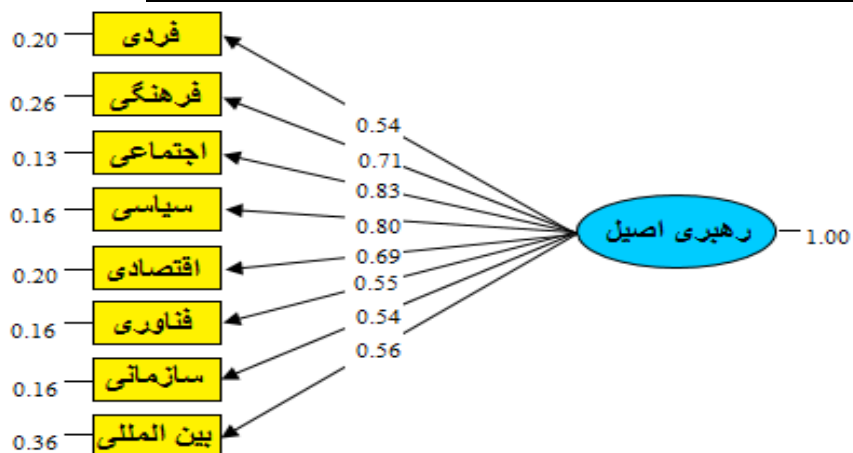 0.20 فردی
0.26 فرهنگی
0.13 اجتماعی
0.16 سیاسی
0.20 اقتصادی
0.16 فناوری
0.16 سازمانی
0.36 بین المللی
0.54
0.71
0.83
0.80
0.69
0.55
0.54
0.56
رهبری اصیل
1.00